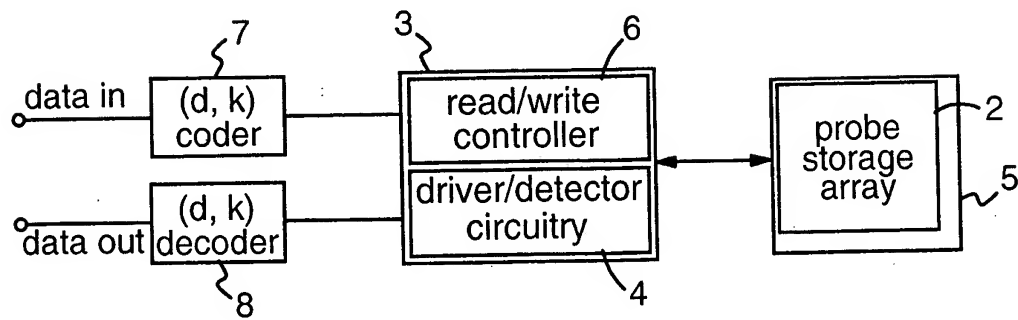 7
3
6
data in
(d, k)
coder
read/write
controller
probe
storage
array
2
5
data out
(d, k)
decoder
driver/detector
circuitry
8
4